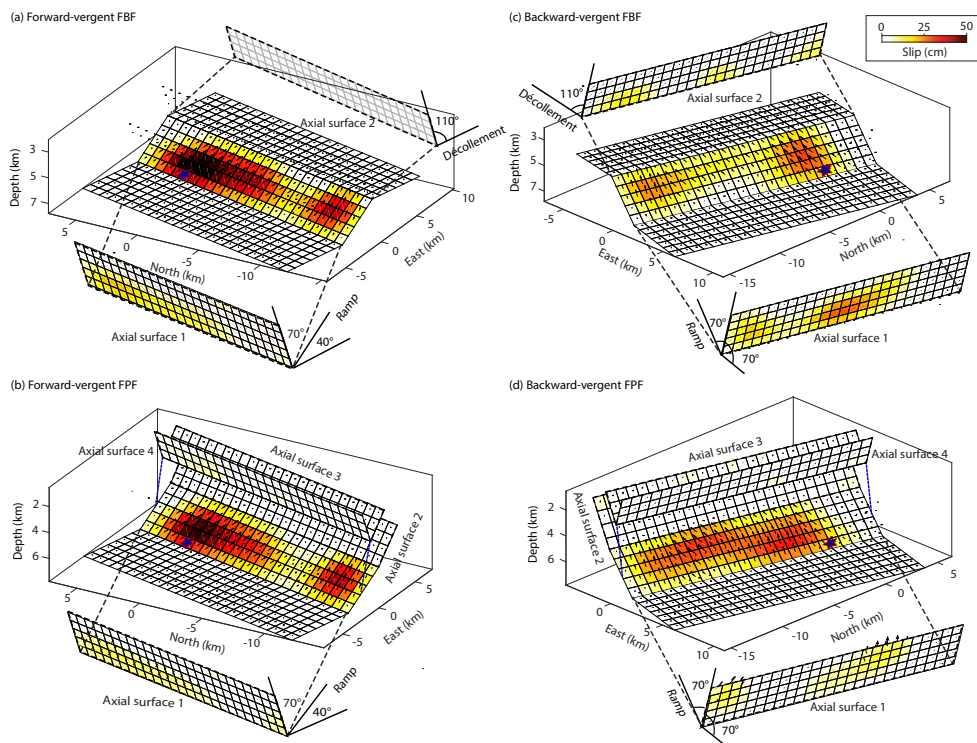 (a) Forward-vergent FBF
Axial surface 2
110°
Décollement
Depth (km)
3
5
7
5
0
-5
-10
North (km)
-5
0
5
10
East (km)
Axial surface 1
70°
40°
Ramp
(c) Backward-vergent FBF
0 25 50
Slip (cm)
110°
Décollement
Axial surface 2
Depth (km)
3
5
7
-5
0
5
10
East (km)
-15
-10
-5
0
5
North (km)
Ramp
70°
70°
Axial surface 1
(b) Forward-vergent FPF
Axial surface 4
Axial surface 3
Axial surface 2
Depth (km)
2
4
6
5
0
-5
-10
North (km)
-5
0
5
East (km)
Axial surface 1
70°
40°
Ramp
(d) Backward-vergent FPF
Axial surface 3
Axial surface 4
Axial surface 2
Depth (km)
2
4
6
0
5
10
East (km)
-15
-10
-5
0
5
North (km)
Ramp
70°
70°
Axial surface 1